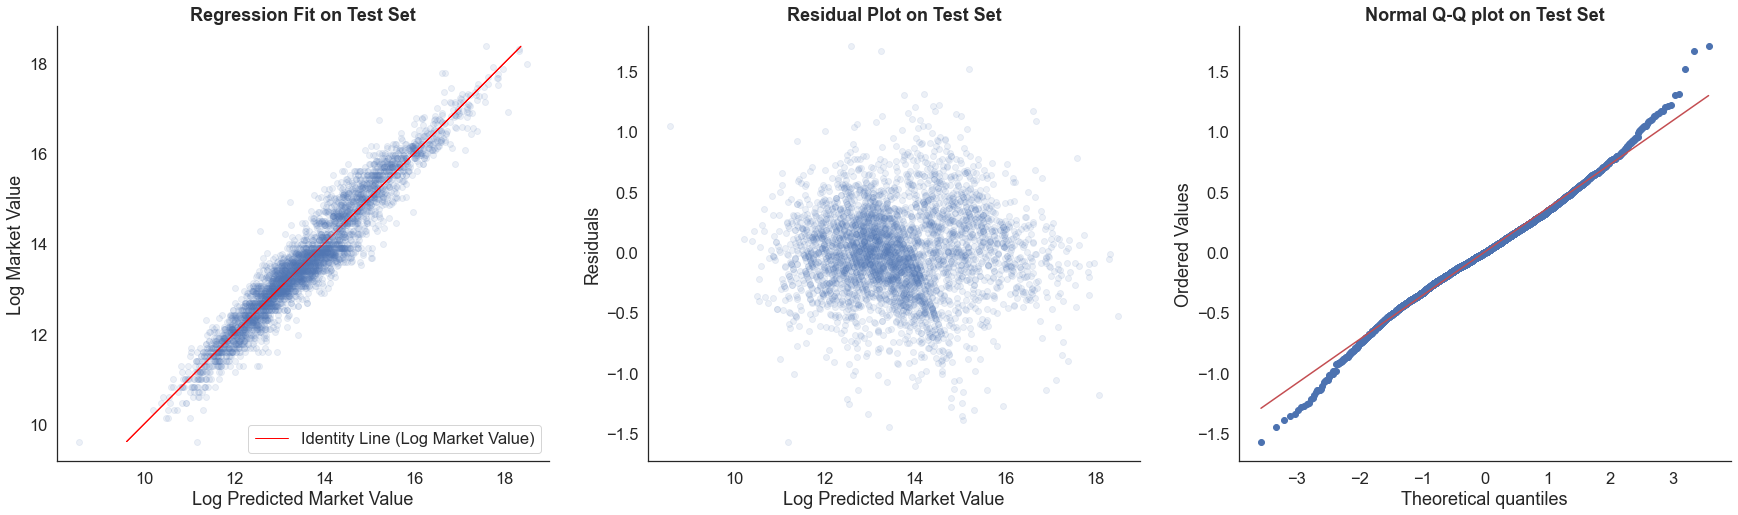 Regression Fit on Test Set
Log Market Value
18
16
14
12
10
Identity Line (Log Market Value)
10 12 14 16 18
Log Predicted Market Value
Residual Plot on Test Set
Residuals
1.5
1.0
0.5
0.0
−0.5
−1.0
−1.5
10 12 14 16 18
Log Predicted Market Value
Normal Q-Q plot on Test Set
Ordered Values
1.5
1.0
0.5
0.0
−0.5
−1.0
−1.5
−3 −2 −1 0 1 2 3
Theoretical quantiles